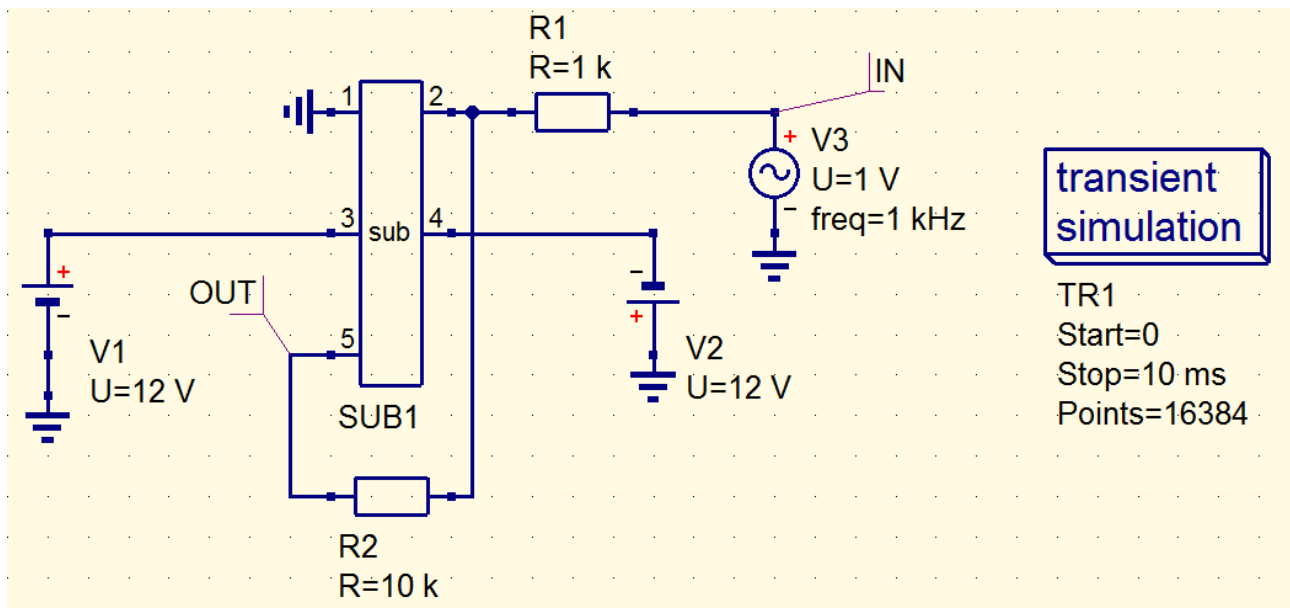 R1
R=1 k
IN
1
2
+
V3
U=1 V
-
freq=1 kHz
transient
simulation
3
sub
4
+
-
-
+
OUT
5
V1
U=12 V
V2
U=12 V
TR1
Start=0
Stop=10 ms
Points=16384
SUB1
R2
R=10 k